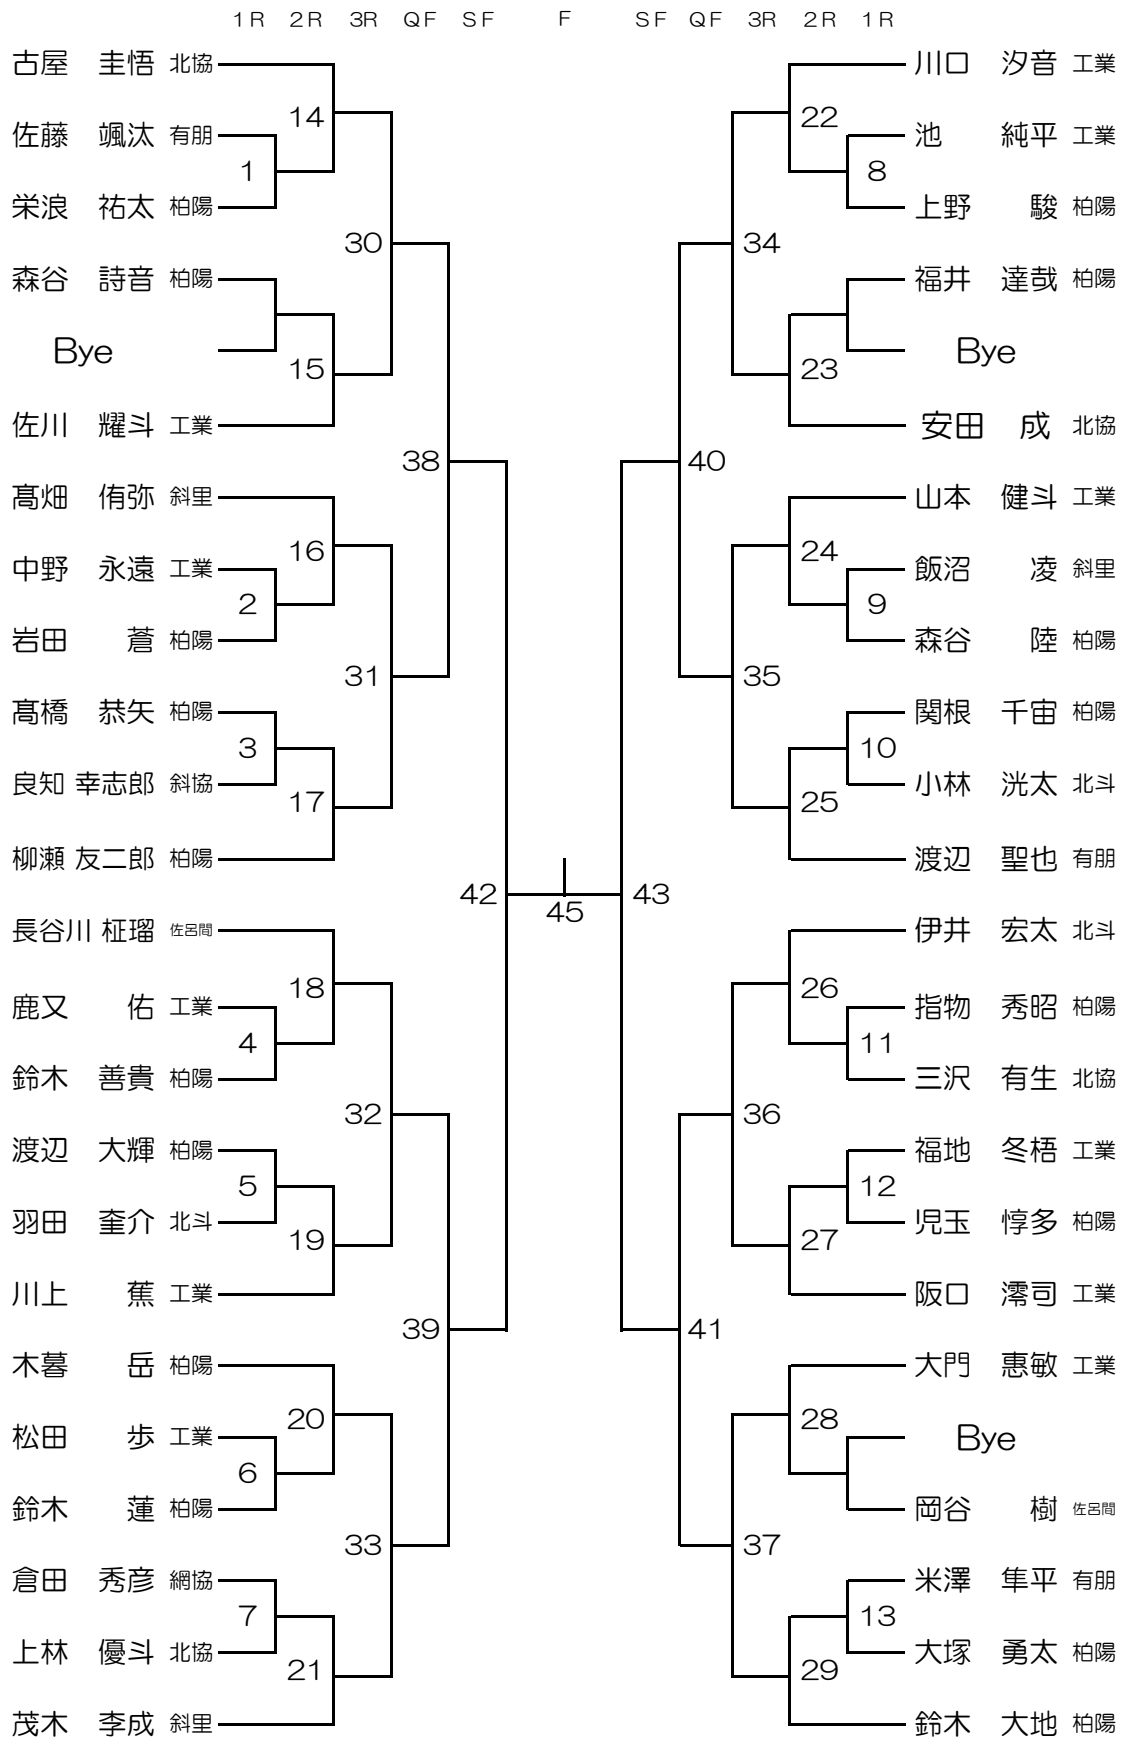 1R 2R 3R QF SF F SF QF 3R 2R 1R
古屋 圭悟 北協
14
佐藤 颯汰 有朋
1
栄浪 祐太 柏陽
30
森谷 詩音 柏陽
Bye
15
佐川 耀斗 工業
38
髙畑 侑弥 斜里
16
中野 永遠 工業
2
岩田 蒼 柏陽
31
髙橋 恭矢 柏陽
3
良知 幸志郎 斜協
17
柳瀬 友二郎 柏陽
42
長谷川 柾瑠 佐呂間
18
鹿又 佑 工業
4
鈴木 善貴 柏陽
32
渡辺 大輝 柏陽
5
羽田 奎介 北斗
19
川上 蕉 工業
39
木暮 岳 柏陽
20
松田 歩 工業
6
鈴木 蓮 柏陽
33
倉田 秀彦 網協
7
上林 優斗 北協
21
茂木 李成 斜里
45
川口 汐音 工業
22
池 純平 工業
8
上野 駿 柏陽
34
福井 達哉 柏陽
Bye
23
安田 成 北協
40
山本 健斗 工業
24
飯沼 凌 斜里
9
森谷 陸 柏陽
35
関根 千宙 柏陽
10
小林 洸太 北斗
25
渡辺 聖也 有朋
43
伊井 宏太 北斗
26
指物 秀昭 柏陽
11
三沢 有生 北協
36
福地 冬梧 工業
12
児玉 惇多 柏陽
27
阪口 澪司 工業
41
大門 惠敏 工業
28
Bye
岡谷 樹 佐呂間
37
米澤 隼平 有朋
13
大塚 勇太 柏陽
29
鈴木 大地 柏陽